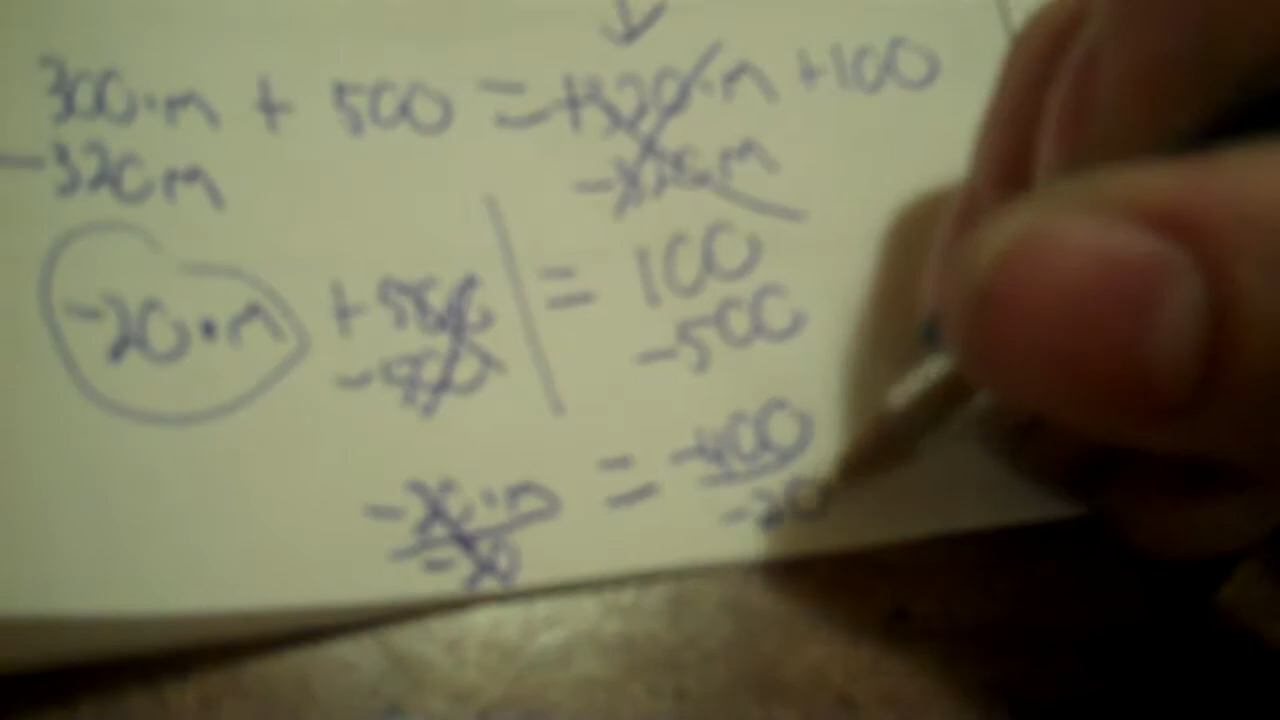 300·m + 500 = +320·m +100
-320m -320m
-20·m +500 = 100
-500 -500
-20·m = -400
-20 -20